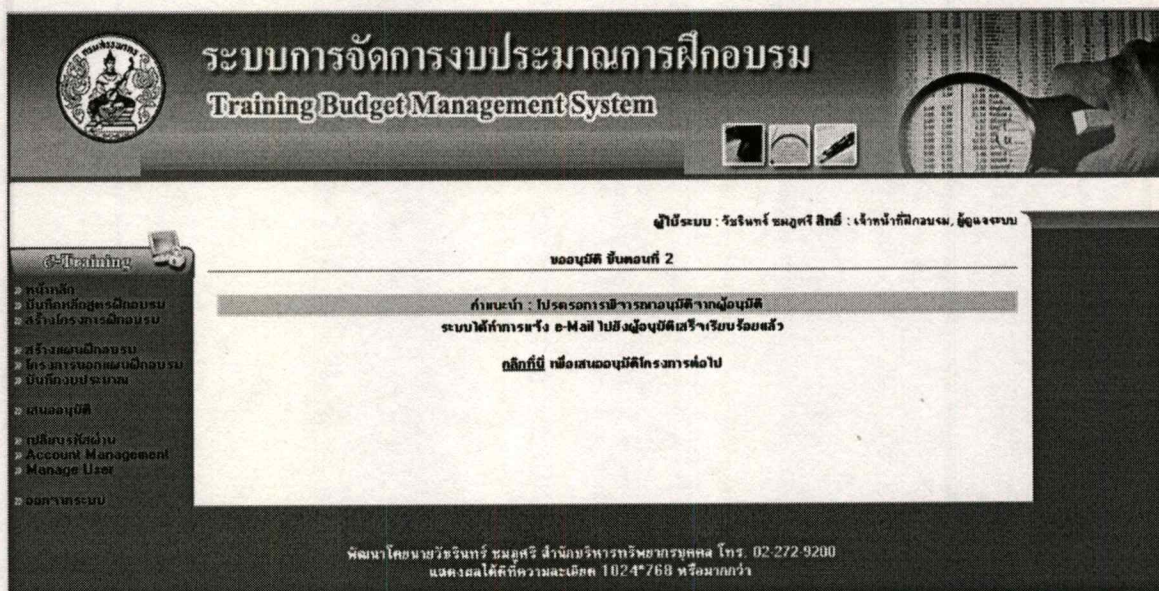 ระบบการจัดการงบประมาณการฝึกอบรม
Training Budget Management System
ผู้ใช้ระบบ : วัชรินทร์ ชมภูศรี สิทธิ์ : เจ้าหน้าที่ฝึกอบรม, ผู้ดูแลระบบ
e-Training
ขออนุมัติ ขั้นตอนที่ 2
» หน้าหลัก
» บันทึกหลักสูตรฝึกอบรม
» สร้างโครงการฝึกอบรม
» สร้างแผนฝึกอบรม
» โครงการนอกแผนฝึกอบรม
» บันทึกงบประมาณ
» เสนออนุมัติ
» เปลี่ยนรหัสผ่าน
» Account Management
» Manage User
» ออกจากระบบ
คำแนะนำ : โปรดรอการพิจารณาอนุมัติจากผู้อนุมัติ
ระบบได้ทำการแจ้ง e-Mail ไปยังผู้อนุมัติเสร็จเรียบร้อยแล้ว
คลิกที่นี่ เพื่อเสนออนุมัติโครงการต่อไป
พัฒนาโดยนายวัชรินทร์ ชมภูศรี สำนักบริหารทรัพยากรบุคคล โทร. 02-272-9200
แสดงผลได้ดีที่ความละเอียด 1024*768 หรือมากกว่า